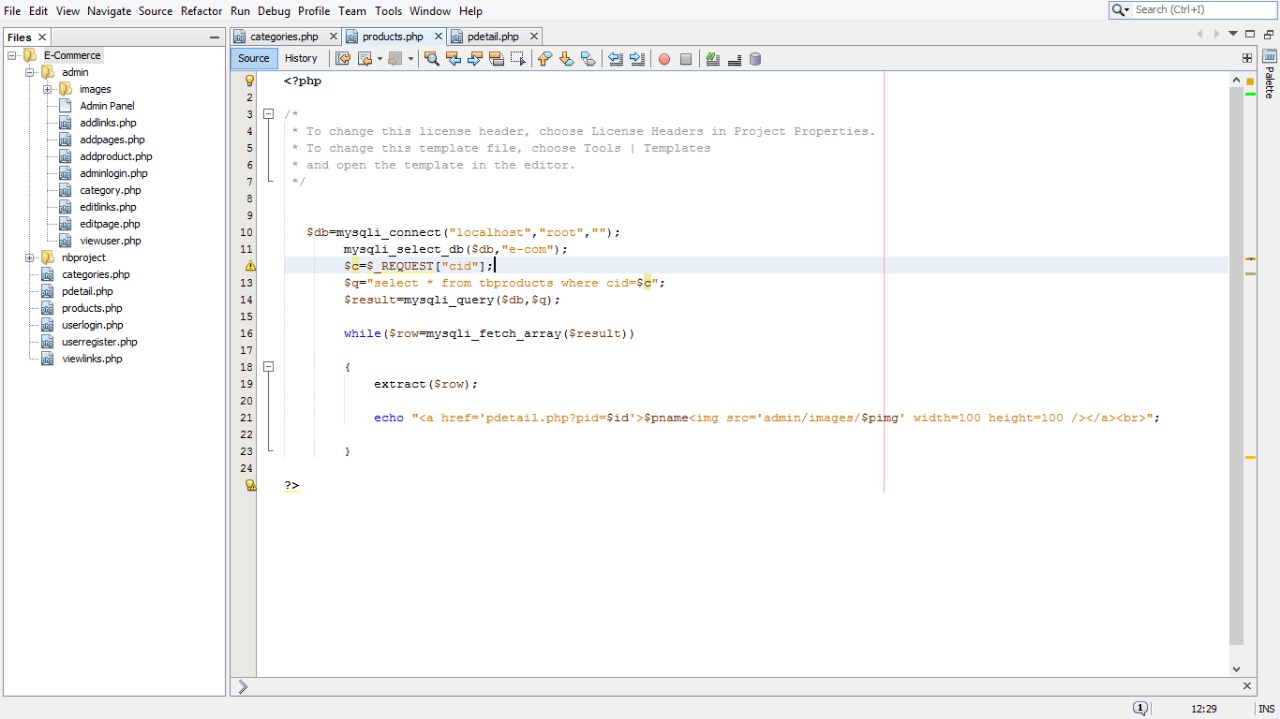 File Edit View Navigate Source Refactor Run Debug Profile Team Tools Window Help
Search (Ctrl+I)
Files
categories.php
products.php
pdetail.php
Source
History
E-Commerce
admin
images
Admin Panel
addlinks.php
addpages.php
addproduct.php
adminlogin.php
category.php
editlinks.php
editpage.php
viewuser.php
nbproject
categories.php
pdetail.php
products.php
userlogin.php
userregister.php
viewlinks.php
<?php
2
3 /*
4 * To change this license header, choose License Headers in Project Properties.
5 * To change this template file, choose Tools | Templates
6 * and open the template in the editor.
7 */
8
9
10 $db=mysqli_connect("localhost","root","");
11 mysqli_select_db($db,"e-com");
$c=$_REQUEST["cid"];
13 $q="select * from tbproducts where cid=$c";
14 $result=mysqli_query($db,$q);
15
16 while($row=mysqli_fetch_array($result))
17
18 {
19 extract($row);
20
21 echo "<a href='pdetail.php?pid=$id'>$pname<img src='admin/images/$pimg' width=100 height=100 /></a><br>";
22
23 }
24
?>
Palette
1
12:29
INS